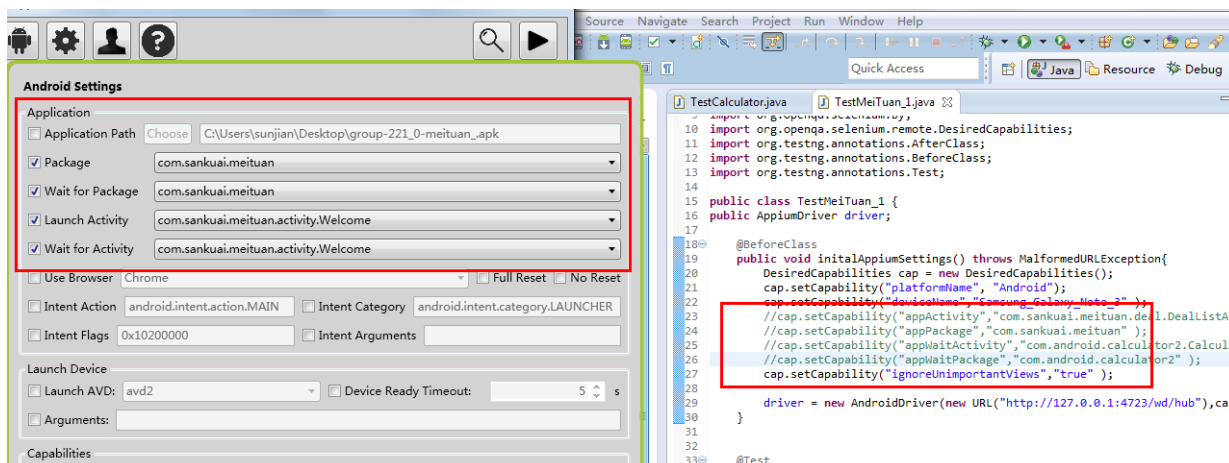 Android Settings
Application
Application Path Choose C:\Users\sunjian\Desktop\group-221_0-meituan_.apk
Package com.sankuai.meituan
Wait for Package com.sankuai.meituan
Launch Activity com.sankuai.meituan.activity.Welcome
Wait for Activity com.sankuai.meituan.activity.Welcome
Use Browser Chrome Full Reset No Reset
Intent Action android.intent.action.MAIN Intent Category android.intent.category.LAUNCHER
Intent Flags 0x10200000 Intent Arguments
Launch Device
Launch AVD: avd2 Device Ready Timeout: 5 s
Arguments:
Capabilities
Source Navigate Search Project Run Window Help
Quick Access Java Resource Debug
TestCalculator.java TestMeiTuan_1.java
9 import org.openqa.selenium.By;
10 import org.openqa.selenium.remote.DesiredCapabilities;
11 import org.testng.annotations.AfterClass;
12 import org.testng.annotations.BeforeClass;
13 import org.testng.annotations.Test;
14
15 public class TestMeiTuan_1 {
16 public AppiumDriver driver;
17
18 @BeforeClass
19 public void initalAppiumSettings() throws MalformedURLException{
20 DesiredCapabilities cap = new DesiredCapabilities();
21 cap.setCapability("platformName", "Android");
22 cap.setCapability("deviceName","Samsung_Galaxy_Note_3" );
23 //cap.setCapability("appActivity","com.sankuai.meituan.deal.DealListA
24 //cap.setCapability("appPackage","com.sankuai.meituan" );
25 //cap.setCapability("appWaitActivity","com.android.calculator2.Calcul
26 //cap.setCapability("appWaitPackage","com.android.calculator2" );
27 cap.setCapability("ignoreUnimportantViews","true" );
28
29 driver = new AndroidDriver(new URL("http://127.0.0.1:4723/wd/hub"),ca
30 }
31
32
33 @Test